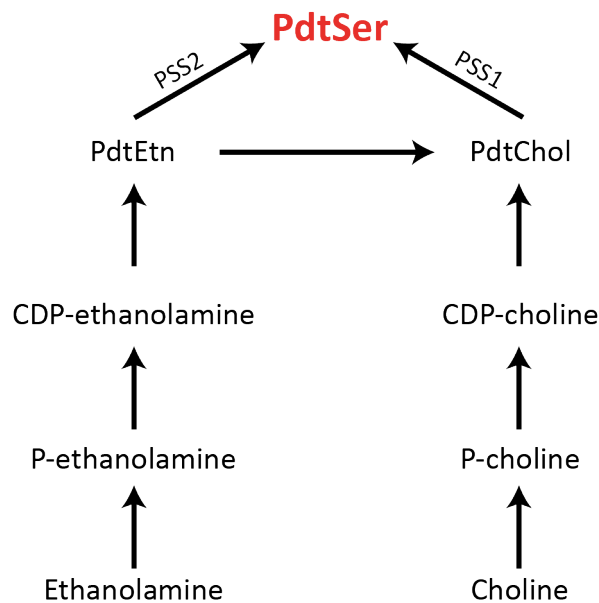 PdtSer
PSS2
PSS1
PdtEtn
PdtChol
CDP-ethanolamine
CDP-choline
P-ethanolamine
P-choline
Ethanolamine
Choline